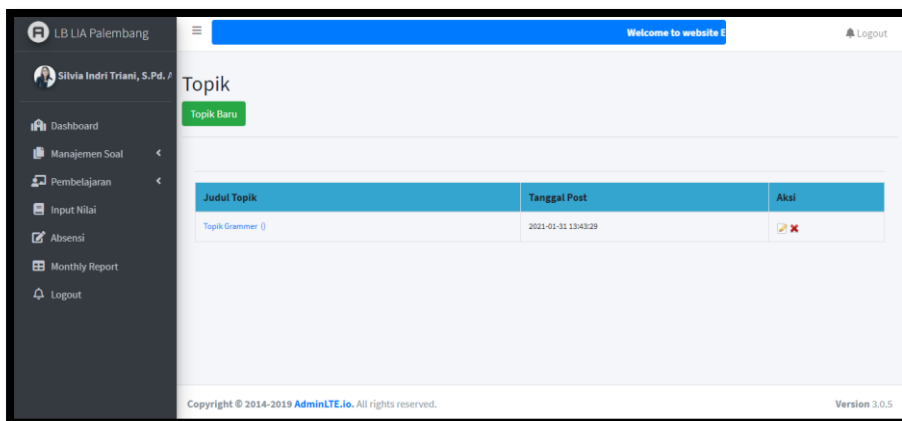 LB LIA Palembang
Silvia Indri Triani, S.Pd.
Dashboard
Manajemen Soal
Pembelajaran
Input Nilai
Absensi
Monthly Report
Logout
Welcome to website E
Logout
Topik
Topik Baru
Judul Topik Tanggal Post Aksi
Topik Grammer () 2021-01-31 13:43:29
Copyright © 2014-2019 AdminLTE.io. All rights reserved.
Version 3.0.5